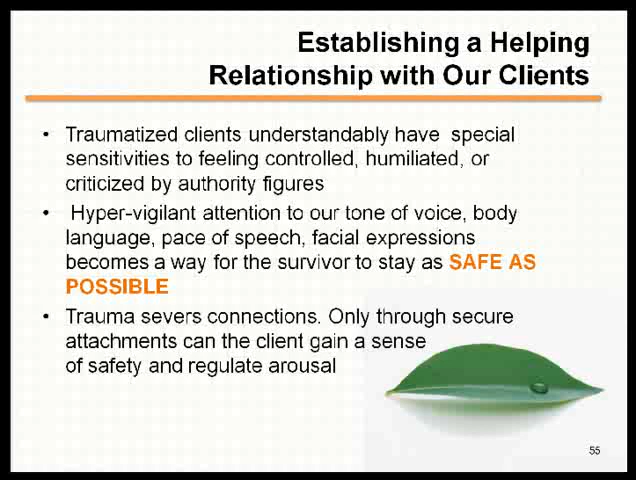 Establishing a Helping
Relationship with Our Clients
• Traumatized clients understandably have special
sensitivities to feeling controlled, humiliated, or
criticized by authority figures
• Hyper-vigilant attention to our tone of voice, body
language, pace of speech, facial expressions
becomes a way for the survivor to stay as SAFE AS
POSSIBLE
• Trauma severs connections. Only through secure
attachments can the client gain a sense
of safety and regulate arousal
55